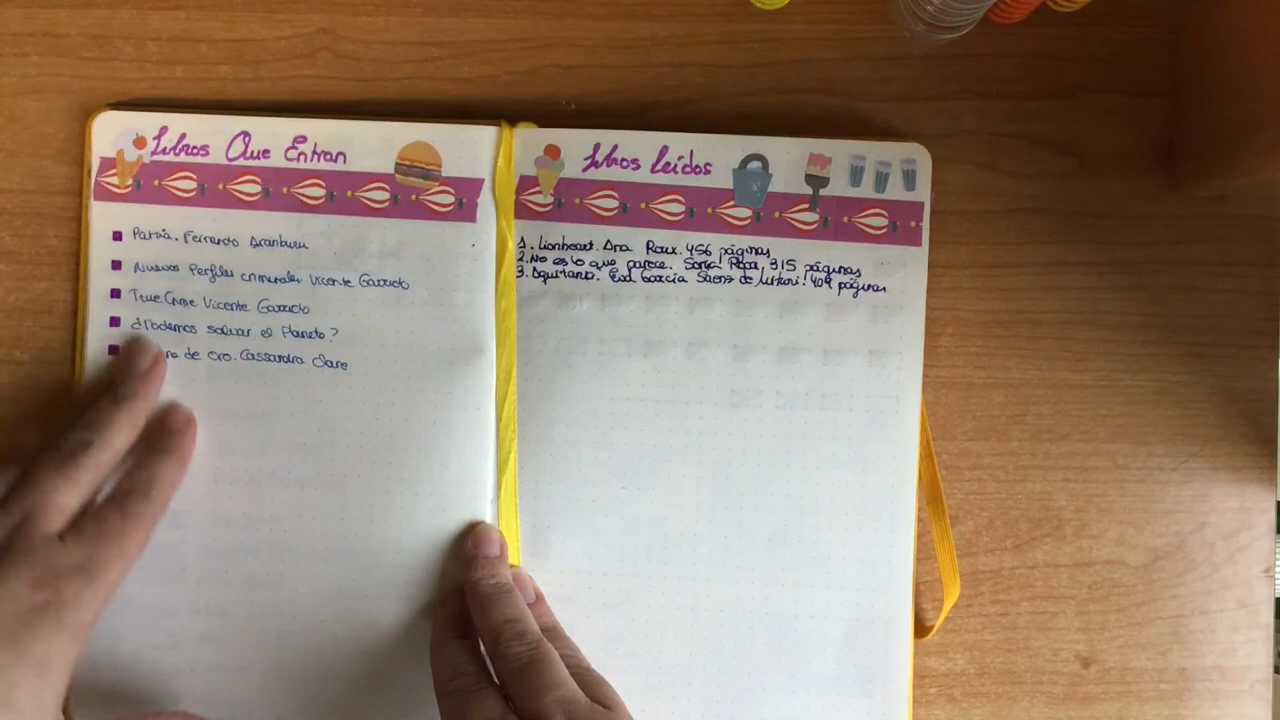 Libros Que Entran
Patria. Fernando Aramburu
Nuevos Perfiles criminales Vicente Garrido
True Crime Vicente Garrido
¿Podemos salvar el Planeta?
de Oro. Cassandra Clare
Libros leídos
1. Lionheart. Ana Roux. 456 páginas
2. No es lo que parece. Sonia 315 páginas
3. Aquitania. Eva García Sáenz de Urturi. 409 páginas